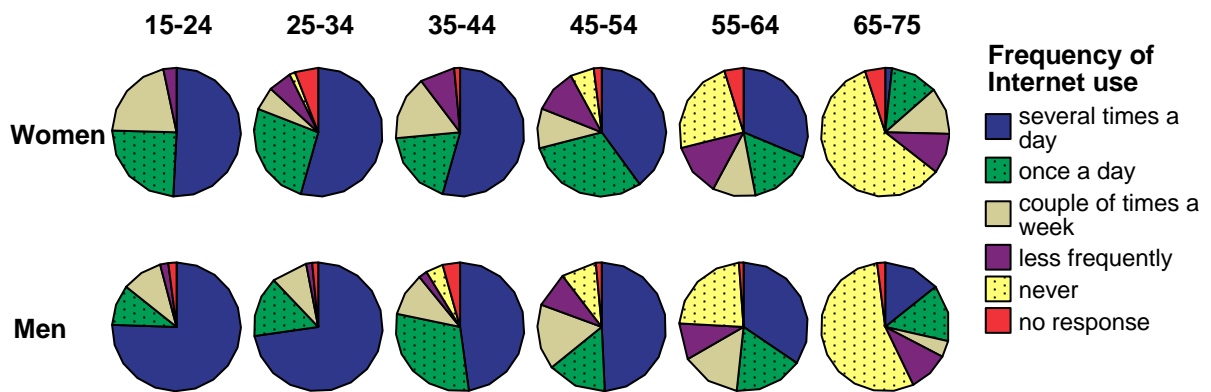 15-24 25-34 35-44 45-54 55-64 65-75
Women
Men
Frequency of
Internet use
several times a
day
once a day
couple of times a
week
less frequently
never
no response